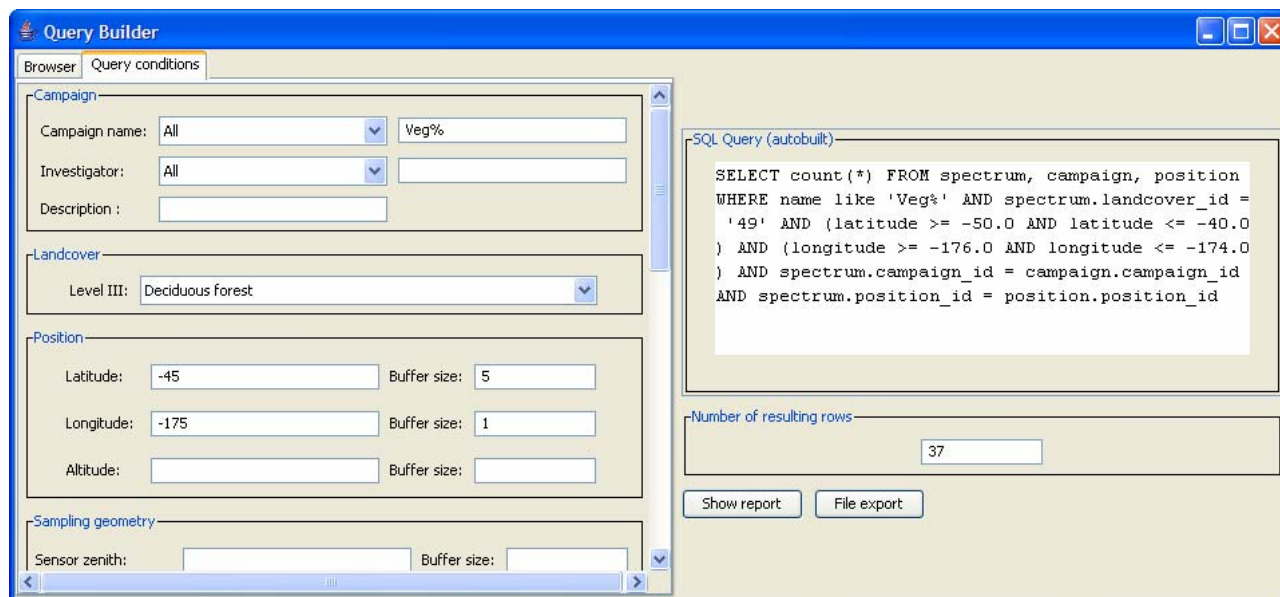 Query Builder
Browser Query conditions
Campaign
Campaign name: All Veg%
Investigator: All
Description :
Landcover
Level III: Deciduous forest
Position
Latitude: -45 Buffer size: 5
Longitude: -175 Buffer size: 1
Altitude: Buffer size:
Sampling geometry
Sensor zenith: Buffer size:
SQL Query (autobuilt)
SELECT count(*) FROM spectrum, campaign, position
WHERE name like 'Veg%' AND spectrum.landcover_id =
'49' AND (latitude >= -50.0 AND latitude <= -40.0
) AND (longitude >= -176.0 AND longitude <= -174.0
) AND spectrum.campaign_id = campaign.campaign_id
AND spectrum.position_id = position.position_id
Number of resulting rows
37
Show report File export